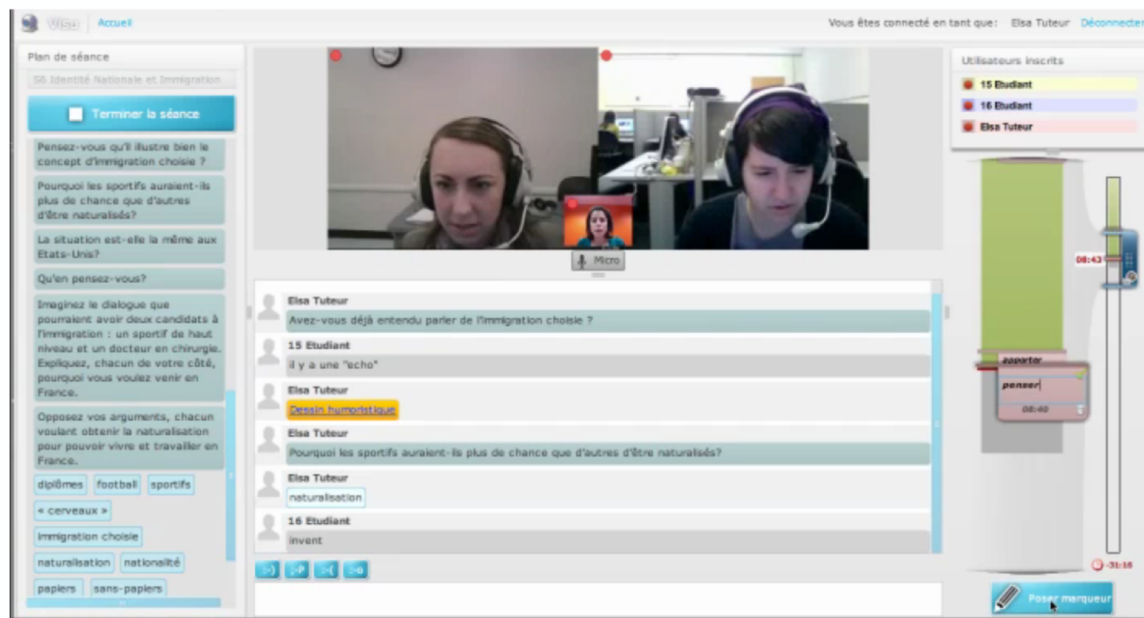 Visu Accueil
Vous êtes connecté en tant que: Elsa Tuteur Déconnecter
Plan de séance
S6 Identité Nationale et Immigration
Terminer la séance
Pensez-vous qu'il illustre bien le
concept d'immigration choisie ?
Pourquoi les sportifs auraient-ils
plus de chance que d'autres
d'être naturalisés?
La situation est-elle la même aux
Etats-Unis?
Qu'en pensez-vous?
Imaginez le dialogue que
pourraient avoir deux candidats à
l'immigration : un sportif de haut
niveau et un docteur en chirurgie.
Expliquez, chacun de votre côté,
pourquoi vous voulez venir en
France.
Opposez vos arguments, chacun
voulant obtenir la naturalisation
pour pouvoir vivre et travailler en
France.
diplômes football sportifs
« cerveaux »
immigration choisie
naturalisation nationalité
papiers sans-papiers
Micro
Elsa Tuteur
Avez-vous déjà entendu parler de l'immigration choisie ?
15 Etudiant
il y a une "echo"
Elsa Tuteur
Dessin humoristique
Elsa Tuteur
Pourquoi les sportifs auraient-ils plus de chance que d'autres d'être naturalisés?
Elsa Tuteur
naturalisation
16 Etudiant
invent
:-) ;-P :-( :-o
Utilisateurs inscrits
15 Etudiant
16 Etudiant
Elsa Tuteur
08:43
apporter
penser
08:40
-31:16
Poser marqueur